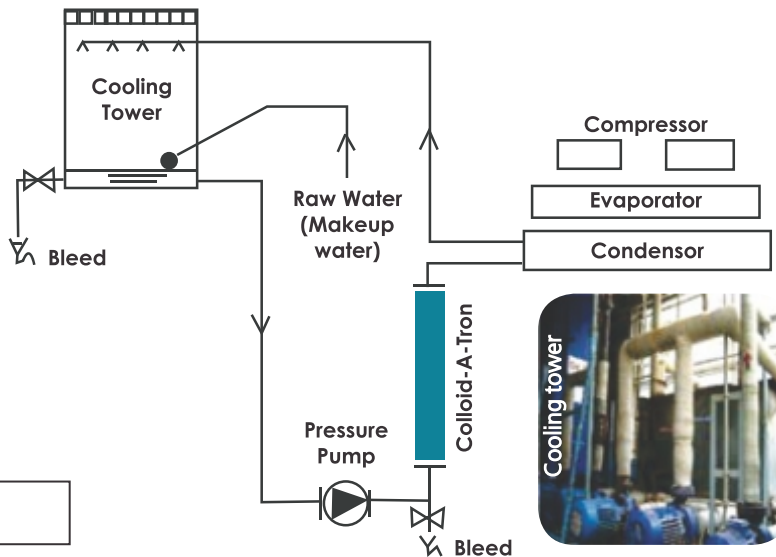 Cooling
Tower
Compressor
Evaporator
Raw Water
(Makeup
water)
Condensor
Bleed
Colloid-A-Tron
Cooling tower
Pressure
Pump
Bleed